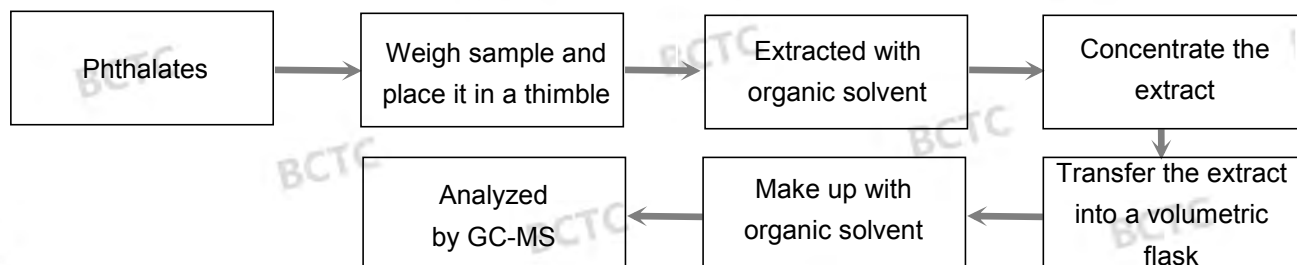 Phthalates
Weigh sample and
place it in a thimble
Extracted with
organic solvent
Concentrate the
extract
Transfer the extract
into a volumetric
flask
Make up with
organic solvent
Analyzed
by GC-MS
BCTC
BCTC
BCTC
BCTC
BCTC
BCTC